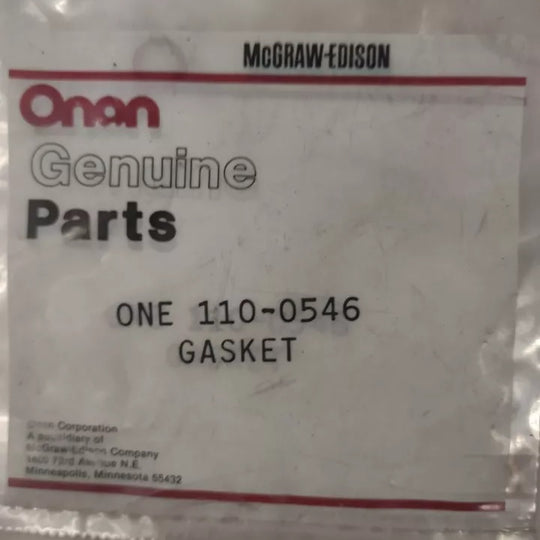 McGRAW-EDISON
Onan
Genuine
Parts
ONE 110-0546
GASKET
Onan Corporation
A subsidiary of
McGraw-Edison Company
1400 73rd Avenue N.E.
Minneapolis, Minnesota 55432